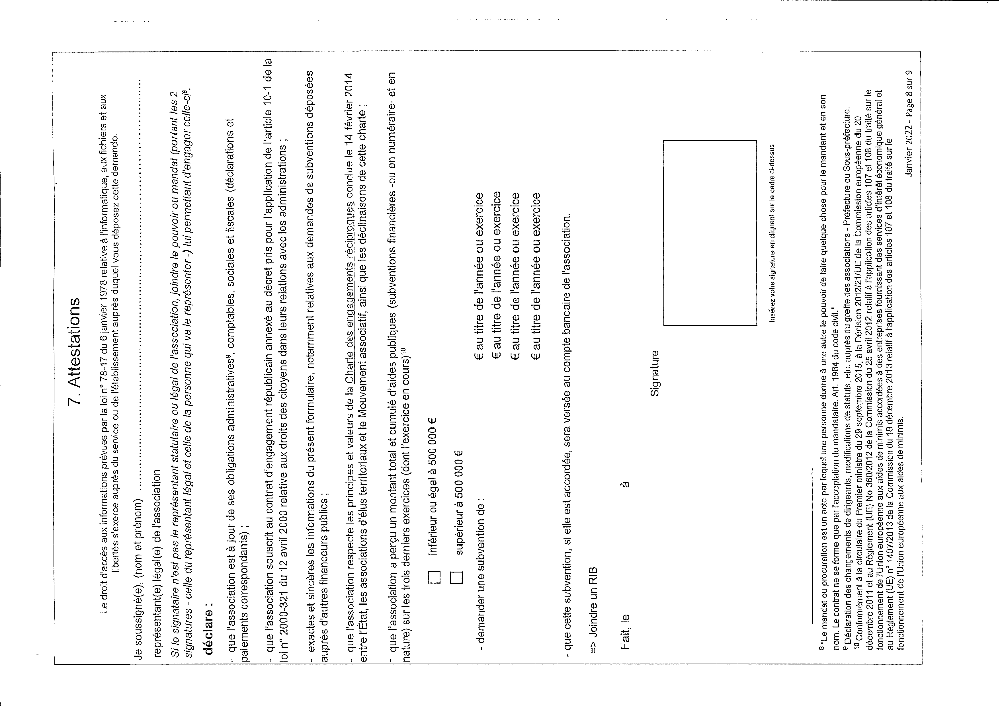 7. Attestations
Le droit d'accès aux informations prévues par la loi n° 78-17 du 6 janvier 1978 relative à l'informatique, aux fichiers et aux
libertés s'exerce auprès du service ou de l'établissement auprès duquel vous déposez cette demande.
Je soussigné(e), (nom et prénom) ..........................................................................................
représentant(e) légal(e) de l'association
Si le signataire n'est pas le représentant statutaire ou légal de l'association, joindre le pouvoir ou mandat (portant les 2
signatures - celle du représentant légal et celle de la personne qui va le représenter -) lui permettant d'engager celle-ci⁸.
déclare :
- que l'association est à jour de ses obligations administratives⁹, comptables, sociales et fiscales (déclarations et
paiements correspondants) ;
- que l'association souscrit au contrat d'engagement républicain annexé au décret pris pour l'application de l'article 10-1 de la
loi n° 2000-321 du 12 avril 2000 relative aux droits des citoyens dans leurs relations avec les administrations ;
- exactes et sincères les informations du présent formulaire, notamment relatives aux demandes de subventions déposées
auprès d'autres financeurs publics ;
- que l'association respecte les principes et valeurs de la Charte des engagements réciproques conclue le 14 février 2014
entre l'État, les associations d'élus territoriaux et le Mouvement associatif, ainsi que les déclinaisons de cette charte ;
- que l'association a perçu un montant total et cumulé d'aides publiques (subventions financières -ou en numéraire- et en
nature) sur les trois derniers exercices (dont l'exercice en cours)¹⁰
☐ inférieur ou égal à 500 000 €
☐ supérieur à 500 000 €
- demander une subvention de : € au titre de l'année ou exercice
€ au titre de l'année ou exercice
€ au titre de l'année ou exercice
€ au titre de l'année ou exercice
- que cette subvention, si elle est accordée, sera versée au compte bancaire de l'association.
=> Joindre un RIB
Fait, le à
Signature
Insérez votre signature en cliquant sur le cadre ci-dessus
8 "Le mandat ou procuration est un acte par lequel une personne donne à une autre le pouvoir de faire quelque chose pour le mandant et en son
nom. Le contrat ne se forme que par l'acceptation du mandataire. Art. 1984 du code civil."
9 Déclaration des changements de dirigeants, modifications de statuts, etc. auprès du greffe des associations - Préfecture ou Sous-préfecture.
10 Conformément à la circulaire du Premier ministre du 29 septembre 2015, à la Décision 2012/21/UE de la Commission européenne du 20
décembre 2011 et au Règlement (UE) No 360/2012 de la Commission du 25 avril 2012 relatif à l'application des articles 107 et 108 du traité sur le
fonctionnement de l'Union européenne aux aides de minimis accordées à des entreprises fournissant des services d'intérêt économique général et
au Règlement (UE) n° 1407/2013 de la Commission du 18 décembre 2013 relatif à l'application des articles 107 et 108 du traité sur le
fonctionnement de l'Union européenne aux aides de minimis.
Janvier 2022 - Page 8 sur 9